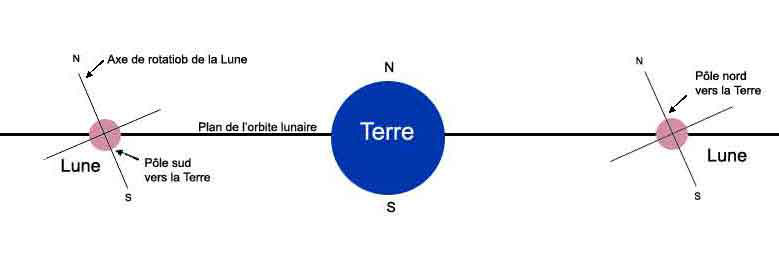 N
Axe de rotatiob de la Lune
Plan de l'orbite lunaire
Lune
Pôle sud
vers la Terre
S
N
Terre
S
N
Pôle nord
vers la Terre
Lune
S